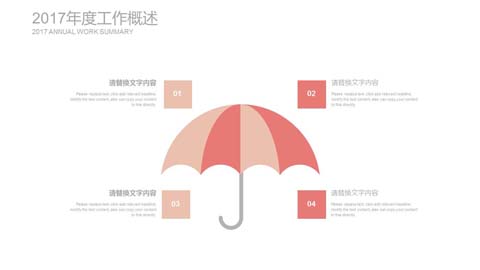 2017年度工作概述
2017 ANNUAL WORK SUMMARY
请替换文字内容
Please replace text, click add relevant headline,
modify the text content, also can copy your content
to this directly.
01
02
请替换文字内容
Please replace text, click add relevant headline,
modify the text content, also can copy your content
to this directly.
请替换文字内容
Please replace text, click add relevant headline,
modify the text content, also can copy your content
to this directly.
03
04
请替换文字内容
Please replace text, click add relevant headline,
modify the text content, also can copy your content
to this directly.